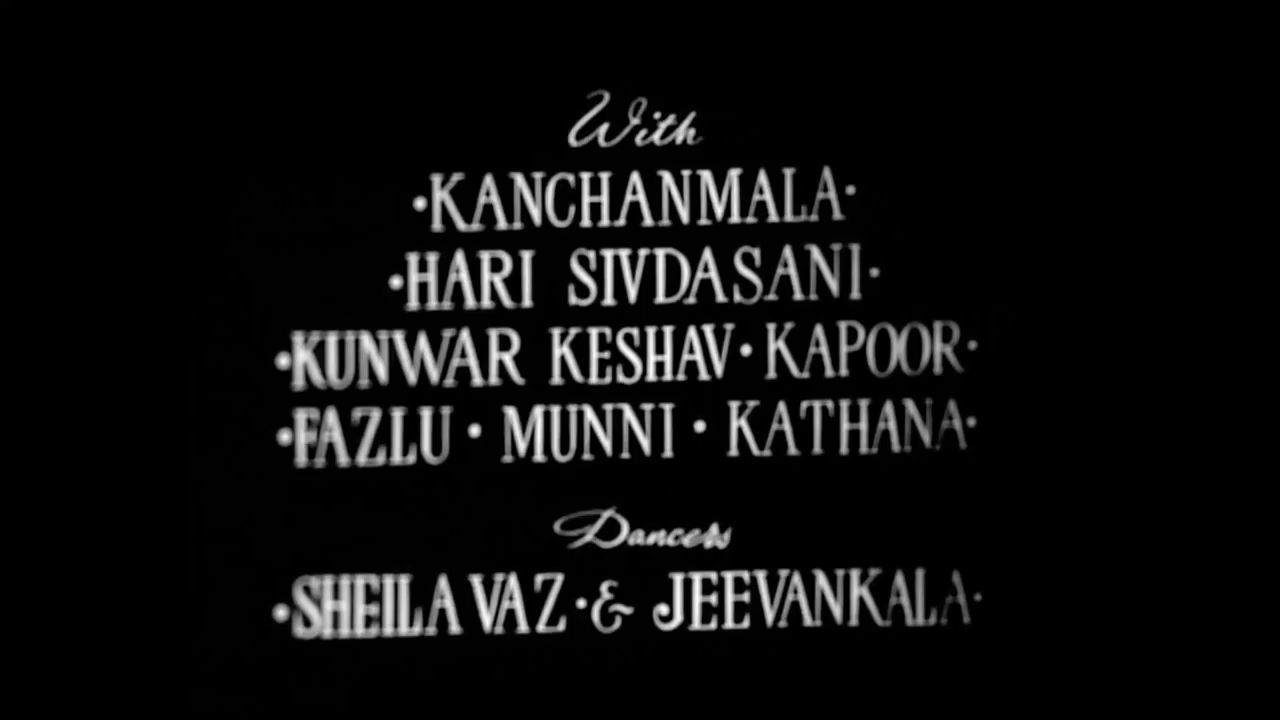 With
•KANCHANMALA•
•HARI SIVDASANI•
•KUNWAR KESHAV•KAPOOR•
•FAZLU•MUNNI•KATHANA•
Dancers
•SHEILA VAZ•& JEEVANKALA•